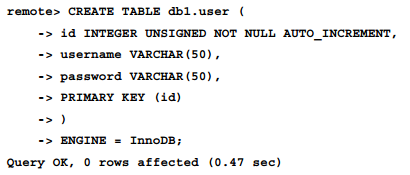 remote> CREATE TABLE db1.user (
-> id INTEGER UNSIGNED NOT NULL AUTO_INCREMENT,
-> username VARCHAR(50),
-> password VARCHAR(50),
-> PRIMARY KEY (id)
-> )
-> ENGINE = InnoDB;
Query OK, 0 rows affected (0.47 sec)